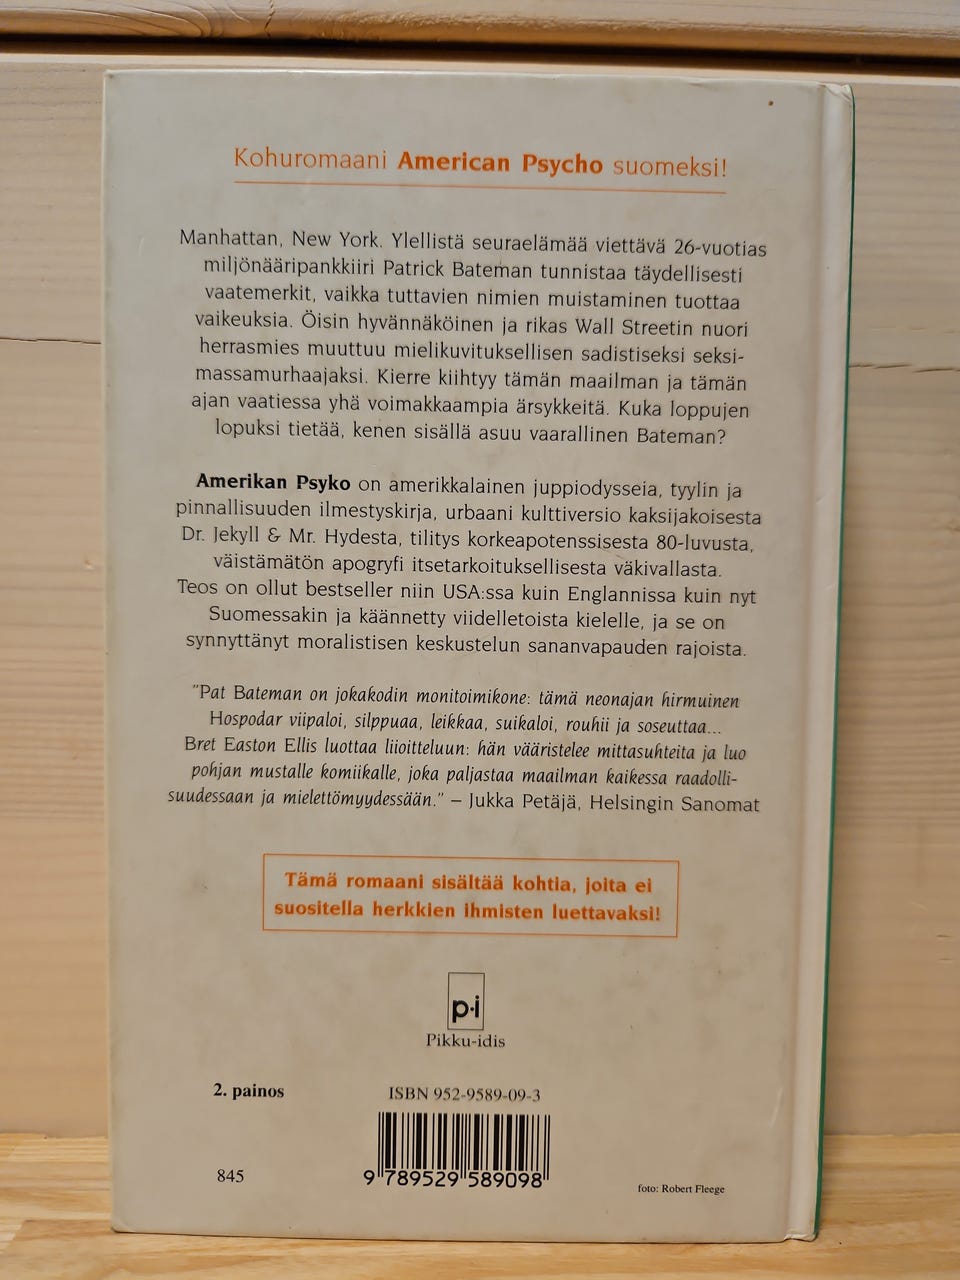 Kohuromaani American Psycho suomeksi!
Manhattan, New York. Ylellistä seuraelämää viettävä 26-vuotias
miljönääripankkiiri Patrick Bateman tunnistaa täydellisesti
vaatemerkit, vaikka tuttavien nimien muistaminen tuottaa
vaikeuksia. Öisin hyvännäköinen ja rikas Wall Streetin nuori
herrasmies muuttuu mielikuvituksellisen sadistiseksi seksi-
massamurhaajaksi. Kierre kiihtyy tämän maailman ja tämän
ajan vaatiessa yhä voimakkaampia ärsykkeitä. Kuka loppujen
lopuksi tietää, kenen sisällä asuu vaarallinen Bateman?
Amerikan Psyko on amerikkalainen juppiodysseia, tyylin ja
pinnallisuuden ilmestyskirja, urbaani kulttiversio kaksijakoisesta
Dr. Jekyll & Mr. Hydesta, tilitys korkeapotenssisesta 80-luvusta,
väistämätön apogryfi itsetarkoituksellisesta väkivallasta.
Teos on ollut bestseller niin USA:ssa kuin Englannissa kuin nyt
Suomessakin ja käännetty viidelletoista kielelle, ja se on
synnyttänyt moralistisen keskustelun sananvapauden rajoista.
"Pat Bateman on jokakodin monitoimikone: tämä neonajan hirmuinen
Hospodar viipaloi, silppuaa, leikkaa, suikaloi, rouhii ja soseuttaa...
Bret Easton Ellis luottaa liioitteluun: hän vääristelee mittasuhteita ja luo
pohjan mustalle komiikalle, joka paljastaa maailman kaikessa raadolli-
suudessaan ja mielettömyydessään." – Jukka Petäjä, Helsingin Sanomat
Tämä romaani sisältää kohtia, joita ei
suositella herkkien ihmisten luettavaksi!
p·i
Pikku-idis
2. painos
ISBN 952-9589-09-3
845
9 789529 589098
foto: Robert Fleege